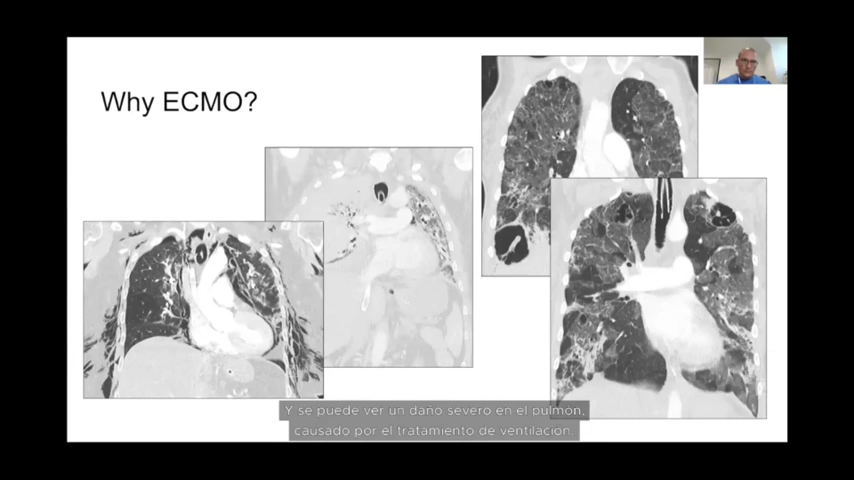 Why ECMO?
Y se puede ver un daño severo en el pulmón,
causado por el tratamiento de ventilación.